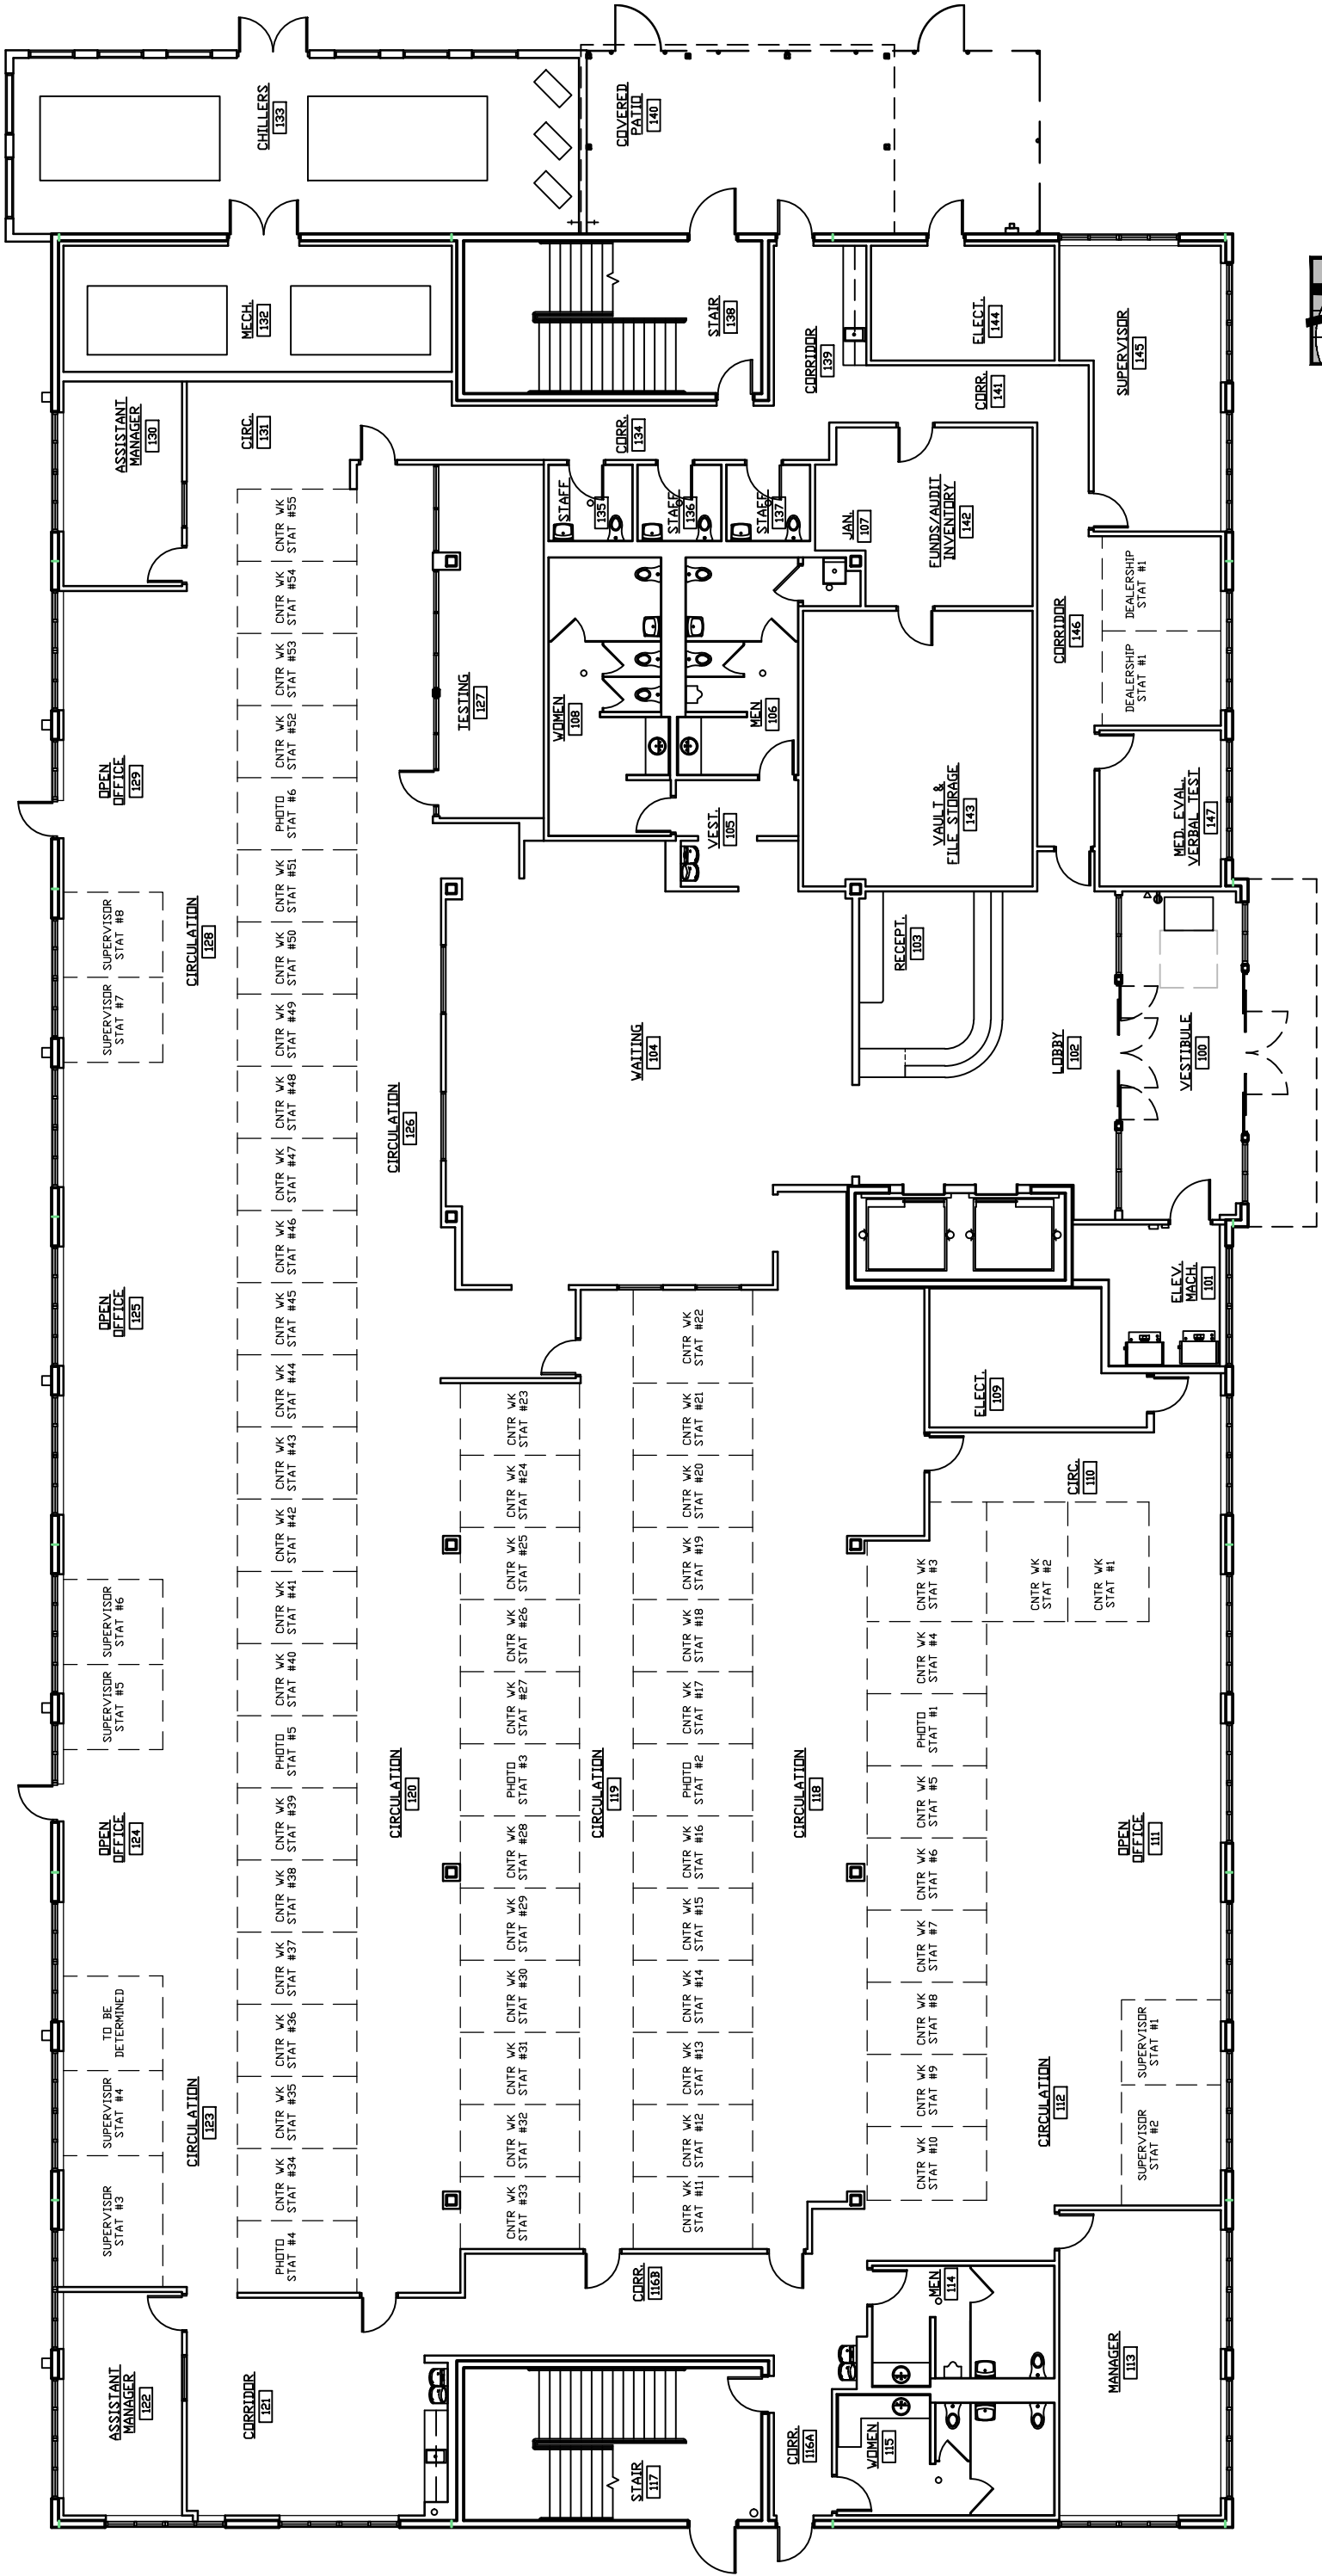 CHILLERS
133
COVERED
PATIO
140
MECH.
132
STAIR
138
CORRIDOR
139
ELECT.
144
SUPERVISOR
145
ASSISTANT
MANAGER
130
CIRC.
131
CORR.
134
CORR.
141
STAFF
135
STAFF
136
STAFF
137
JAN.
107
FUNDS/AUDIT
INVENTORY
142
CNTR WK
STAT #55
CNTR WK
STAT #54
CNTR WK
STAT #53
CNTR WK
STAT #52
PHOTO
STAT #6
CNTR WK
STAT #51
CNTR WK
STAT #50
CNTR WK
STAT #49
CNTR WK
STAT #48
CNTR WK
STAT #47
CNTR WK
STAT #46
CNTR WK
STAT #45
CNTR WK
STAT #44
CNTR WK
STAT #43
CNTR WK
STAT #42
CNTR WK
STAT #41
CNTR WK
STAT #40
PHOTO
STAT #5
CNTR WK
STAT #39
CNTR WK
STAT #38
CNTR WK
STAT #37
CNTR WK
STAT #36
CNTR WK
STAT #35
CNTR WK
STAT #34
PHOTO
STAT #4
TESTING
127
WOMEN
108
MEN
106
VEST.
105
VAULT &
FILE STORAGE
143
CORRIDOR
146
DEALERSHIP
STAT #1
DEALERSHIP
STAT #1
MED. EVAL.
VERBAL TEST
147
OPEN
OFFICE
129
SUPERVISOR
STAT #8
SUPERVISOR
STAT #7
CIRCULATION
128
CIRCULATION
126
WAITING
104
RECEPT.
103
LOBBY
102
VESTIBULE
100
OPEN
OFFICE
125
ELEV.
MACH.
101
ELECT.
109
CIRC.
110
SUPERVISOR
STAT #6
SUPERVISOR
STAT #5
OPEN
OFFICE
124
CIRCULATION
120
CIRCULATION
119
CIRCULATION
118
OPEN
OFFICE
111
CNTR WK
STAT #23
CNTR WK
STAT #24
CNTR WK
STAT #25
CNTR WK
STAT #26
CNTR WK
STAT #27
PHOTO
STAT #3
CNTR WK
STAT #28
CNTR WK
STAT #29
CNTR WK
STAT #30
CNTR WK
STAT #31
CNTR WK
STAT #32
CNTR WK
STAT #33
CNTR WK
STAT #22
CNTR WK
STAT #21
CNTR WK
STAT #20
CNTR WK
STAT #19
CNTR WK
STAT #18
CNTR WK
STAT #17
PHOTO
STAT #2
CNTR WK
STAT #16
CNTR WK
STAT #15
CNTR WK
STAT #14
CNTR WK
STAT #13
CNTR WK
STAT #12
CNTR WK
STAT #11
CNTR WK
STAT #3
CNTR WK
STAT #2
CNTR WK
STAT #1
CNTR WK
STAT #4
PHOTO
STAT #1
CNTR WK
STAT #5
CNTR WK
STAT #6
CNTR WK
STAT #7
CNTR WK
STAT #8
CNTR WK
STAT #9
CNTR WK
STAT #10
TO BE
DETERMINED
SUPERVISOR
STAT #4
SUPERVISOR
STAT #3
CIRCULATION
123
CIRCULATION
112
SUPERVISOR
STAT #1
SUPERVISOR
STAT #2
CORR.
116B
MEN
114
ASSISTANT
MANAGER
122
CORRIDOR
121
STAIR
117
CORR.
116A
WOMEN
115
MANAGER
113